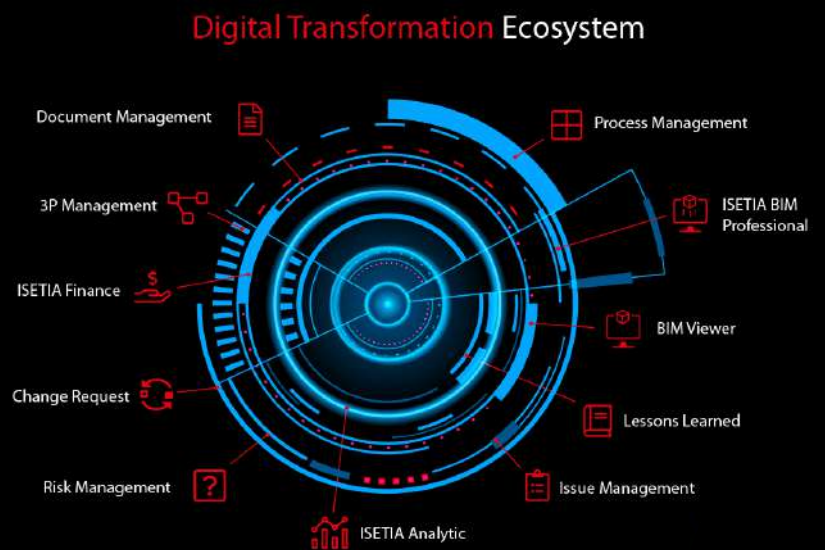 Digital Transformation Ecosystem
Document Management
Process Management
3P Management
ISETIA BIM
Professional
ISETIA Finance
$
BIM Viewer
Change Request
Lessons Learned
Risk Management
?
Issue Management
ISETIA Analytic